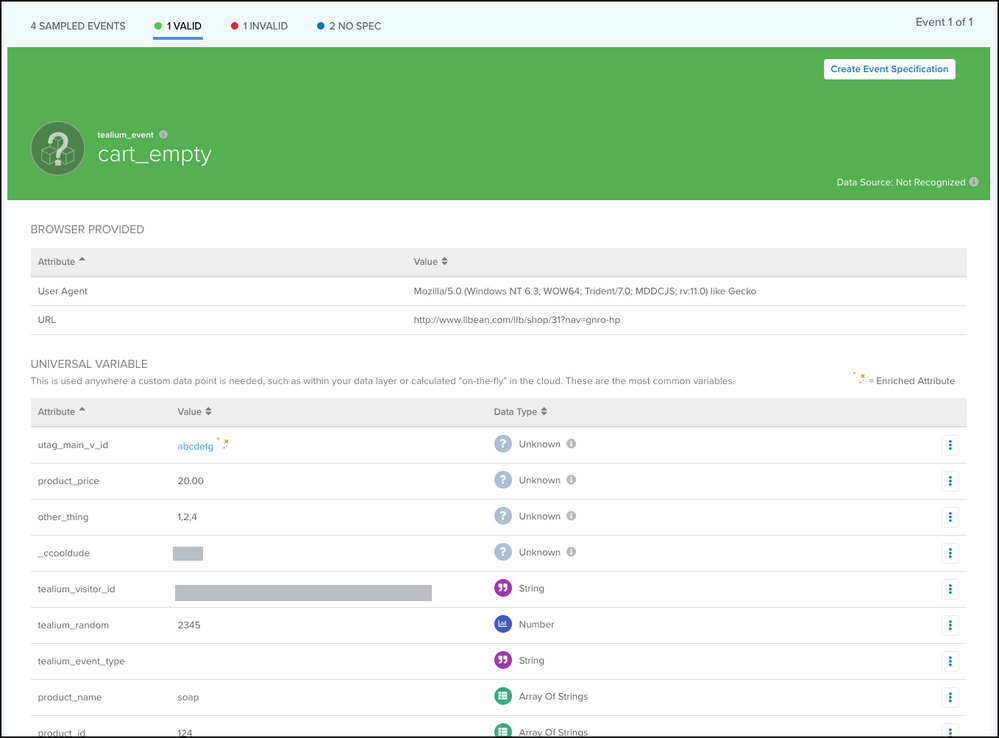 4 SAMPLED EVENTS 1 VALID 1 INVALID 2 NO SPEC Event 1 of 1
Create Event Specification
tealium_event
cart_empty
Data Source: Not Recognized
BROWSER PROVIDED
Attribute Value
User Agent Mozilla/5.0 (Windows NT 6.3; WOW64; Trident/7.0; MDDCJS; rv:11.0) like Gecko
URL http://www.llbean.com/llb/shop/31?nav=gnro-hp
UNIVERSAL VARIABLE
This is used anywhere a custom data point is needed, such as within your data layer or calculated "on-the-fly" in the cloud. These are the most common variables. = Enriched Attribute
Attribute Value Data Type
utag_main_v_id abcdefg Unknown
product_price 20.00 Unknown
other_thing 1,2,4 Unknown
_ccooldude Unknown
tealium_visitor_id String
tealium_random 2345 Number
tealium_event_type String
product_name soap Array Of Strings
product_id 124 Array Of Strings